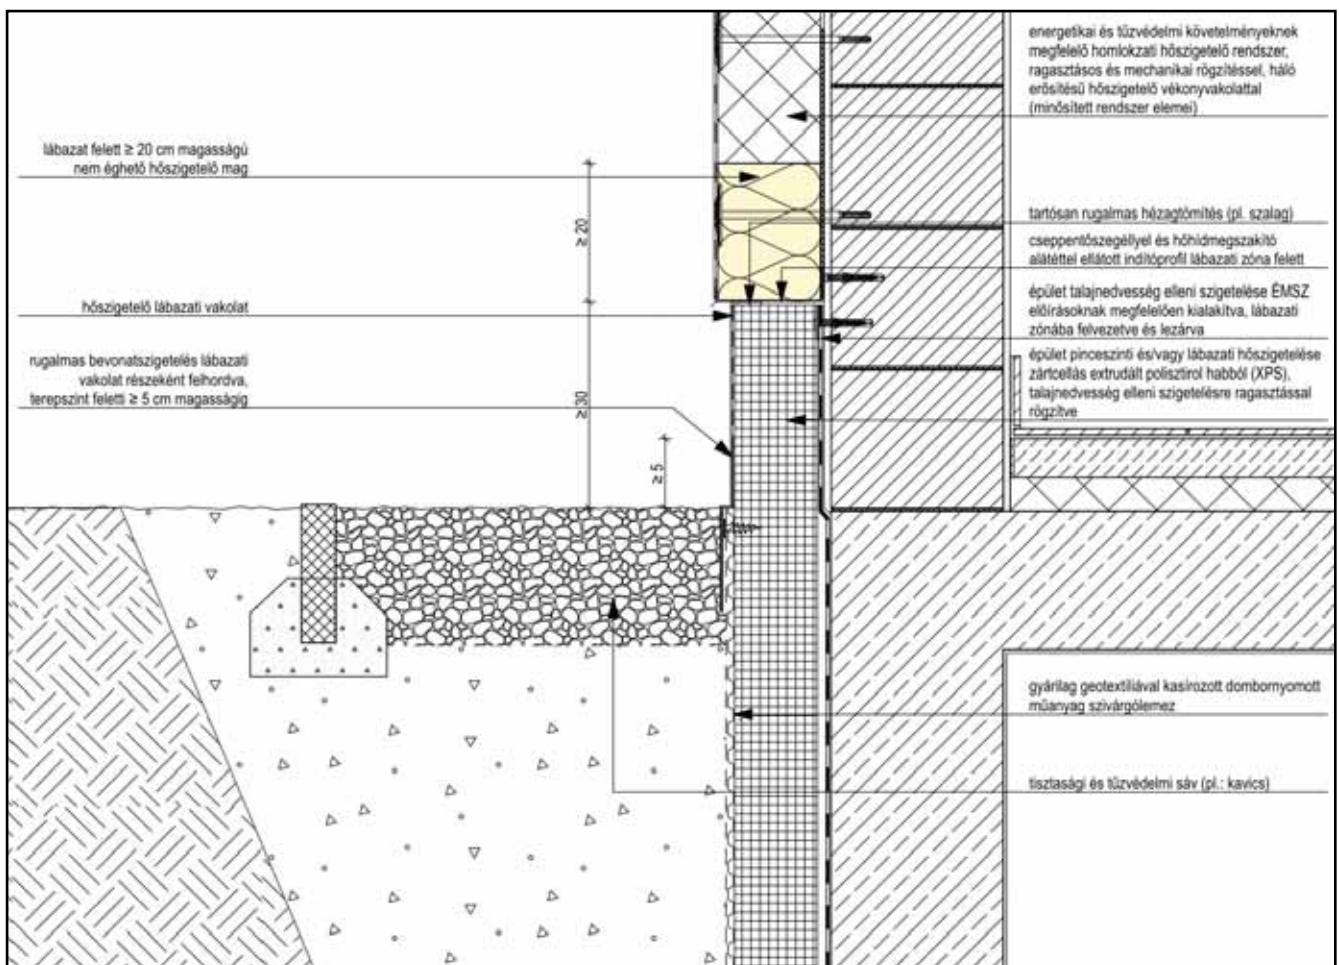 energetikai és tűzvédelmi követelményeknek
megfelelő homlokzati hőszigetelő rendszer,
ragasztásos és mechanikai rögzítéssel, háló
erősítésű hőszigetelő vékonyvakolattal
(minősített rendszer elemei)
lábazat felett ≥ 20 cm magasságú
nem éghető hőszigetelő mag
≥ 20
tartósan rugalmas hézagtömítés (pl. szalag)
cseppentőszegéllyel és hőhídmegszakító
alátéttel ellátott indítóprofil lábazati zóna felett
hőszigetelő lábazati vakolat
épület talajnedvesség elleni szigetelése ÉMSZ
előírásoknak megfelelően kialakítva, lábazati
zónába felvezetve és lezárva
rugalmas bevonatszigetelés lábazati
vakolat részeként felhordva,
terepszint feletti ≥ 5 cm magasságig
≥ 30
épület pinceszinti és/vagy lábazati hőszigetelése
zártcellás extrudált polisztirol habból (XPS),
talajnedvesség elleni szigetelésre ragasztással
rögzítve
≥ 5
gyárilag geotextíliával kasírozott dombornyomott
műanyag szivárgólemez
tisztasági és tűzvédelmi sáv (pl.: kavics)